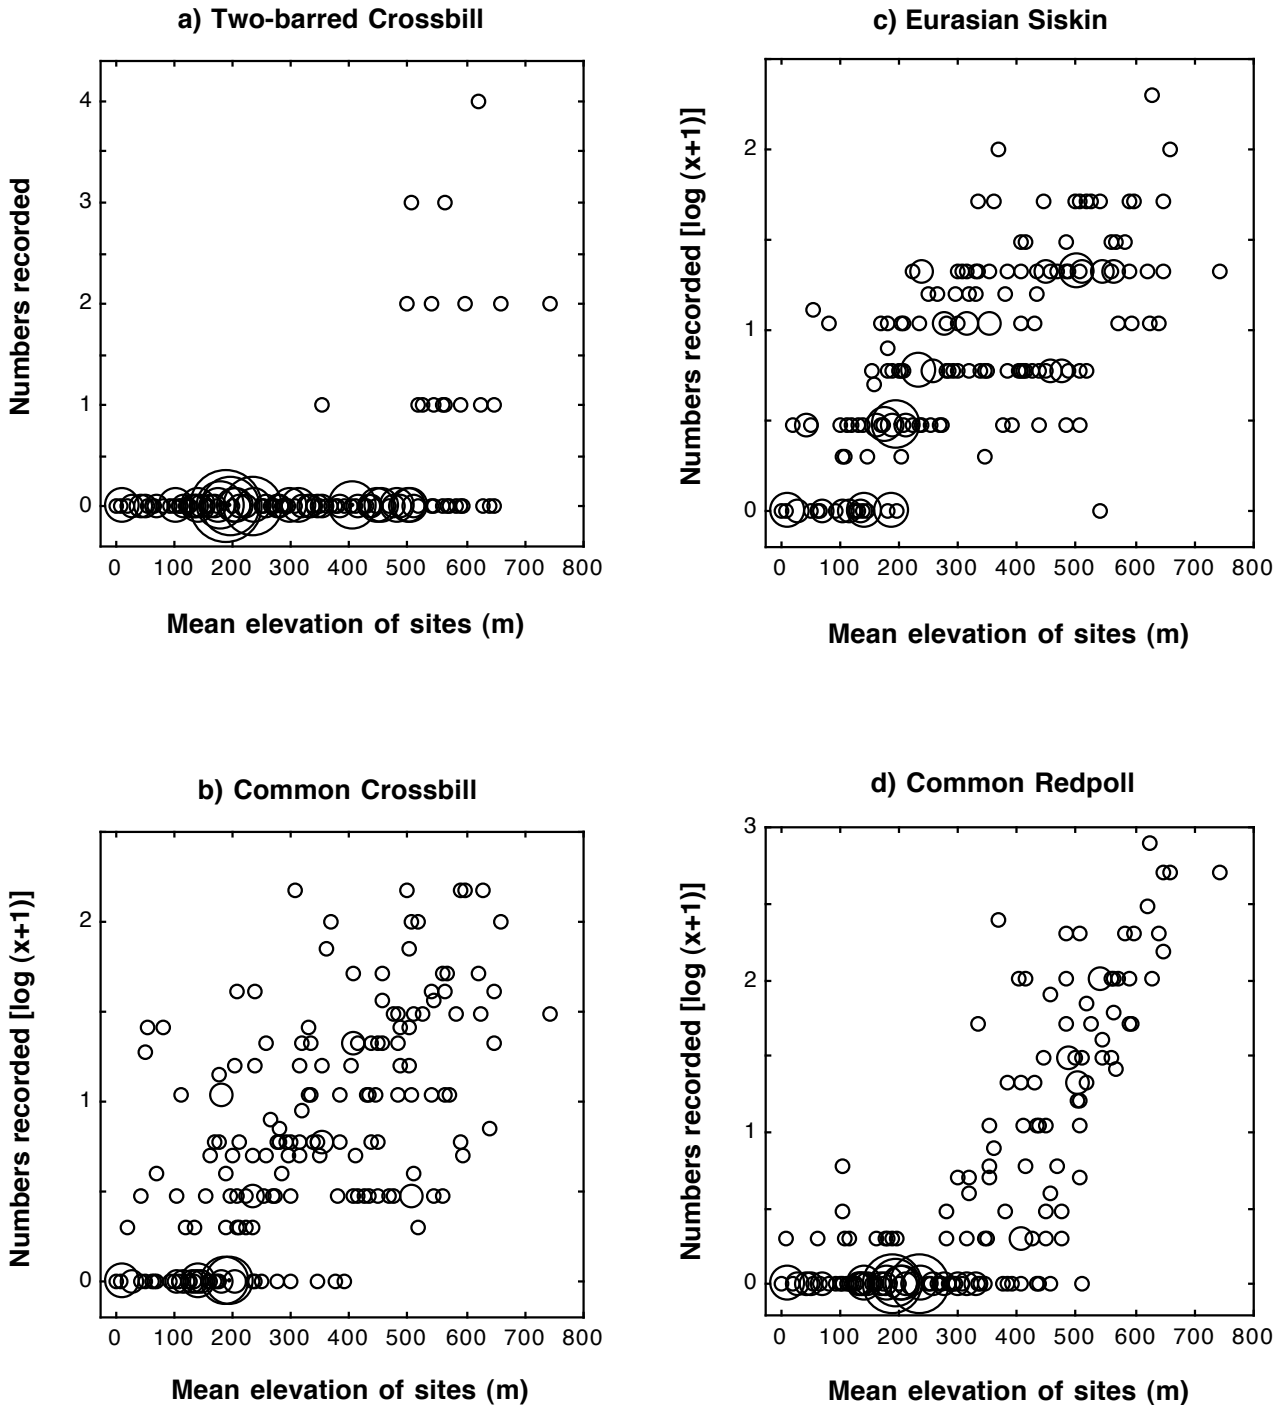 a) Two-barred Crossbill
Numbers recorded
4
3
2
1
0
0 100 200 300 400 500 600 700 800
Mean elevation of sites (m)
c) Eurasian Siskin
Numbers recorded [log (x+1)]
2
1
0
0 100 200 300 400 500 600 700 800
Mean elevation of sites (m)
b) Common Crossbill
Numbers recorded [log (x+1)]
2
1
0
0 100 200 300 400 500 600 700 800
Mean elevation of sites (m)
d) Common Redpoll
Numbers recorded [log (x+1)]
3
2
1
0
0 100 200 300 400 500 600 700 800
Mean elevation of sites (m)